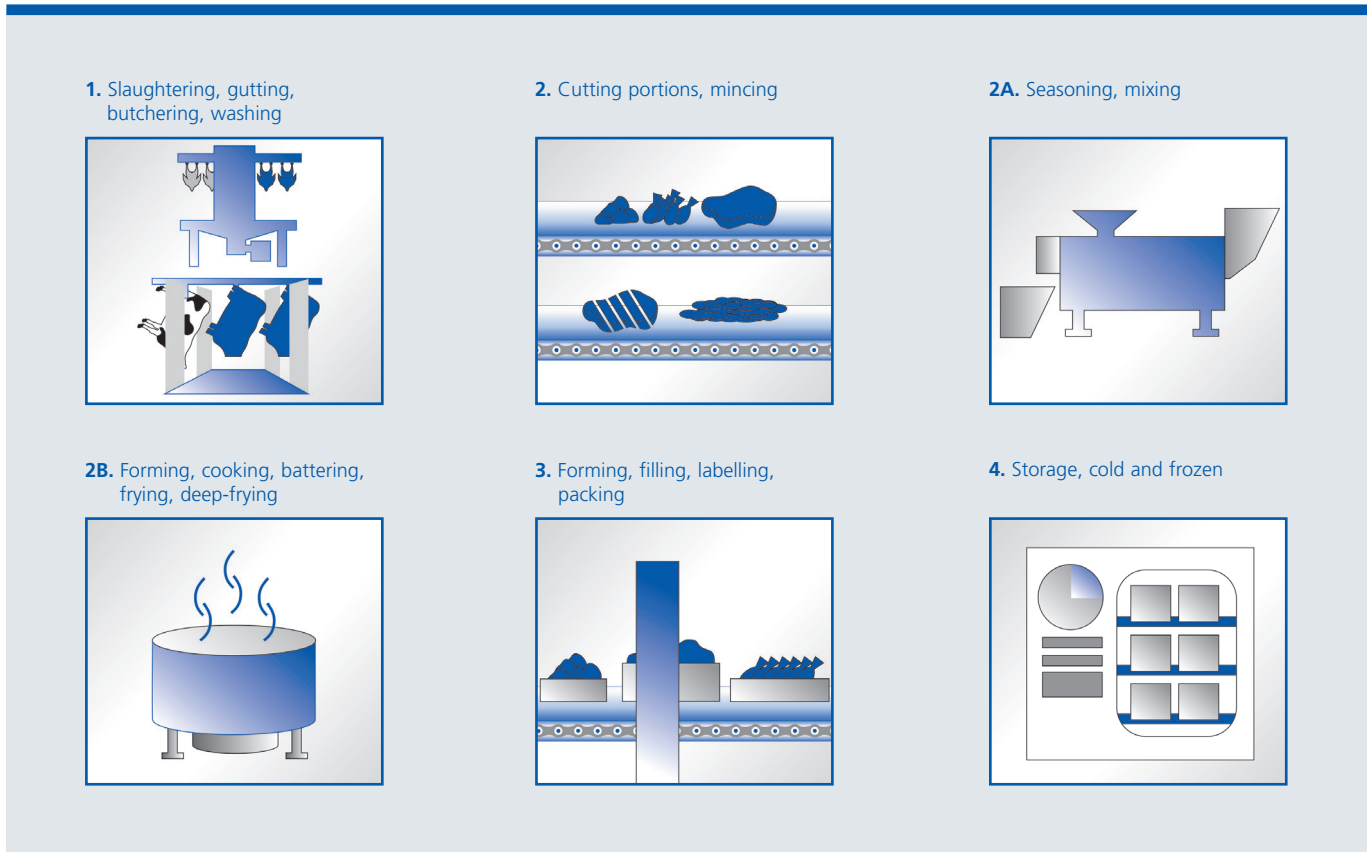 1. Slaughtering, gutting,
butchering, washing
2. Cutting portions, mincing
2A. Seasoning, mixing
2B. Forming, cooking, battering,
frying, deep-frying
3. Forming, filling, labelling,
packing
4. Storage, cold and frozen